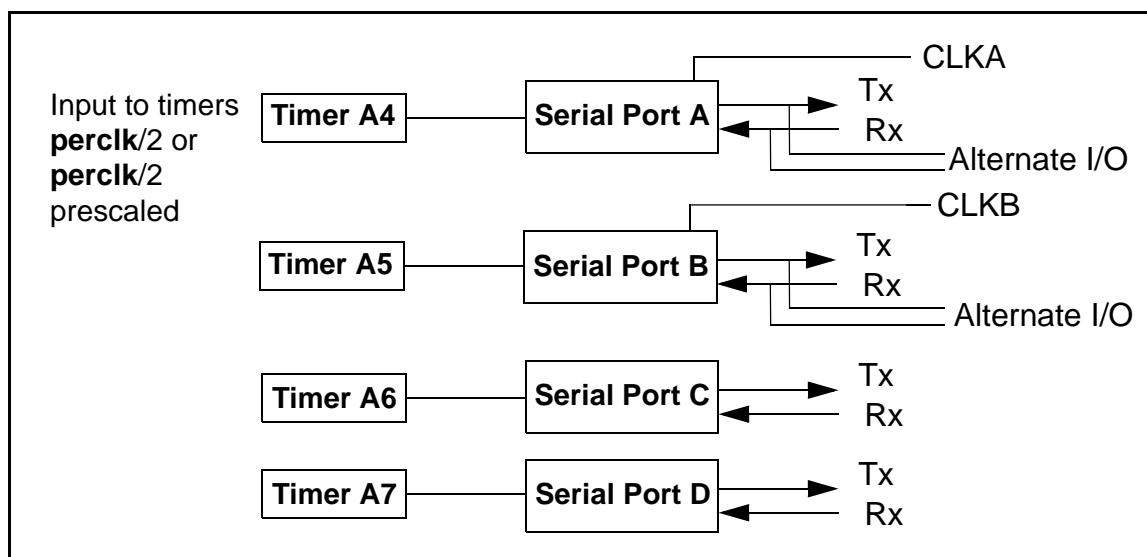 Input to timers
perclk/2 or
perclk/2
prescaled
Timer A4
Serial Port A
CLKA
Tx
Rx
Alternate I/O
Timer A5
Serial Port B
CLKB
Tx
Rx
Alternate I/O
Timer A6
Serial Port C
Tx
Rx
Timer A7
Serial Port D
Tx
Rx